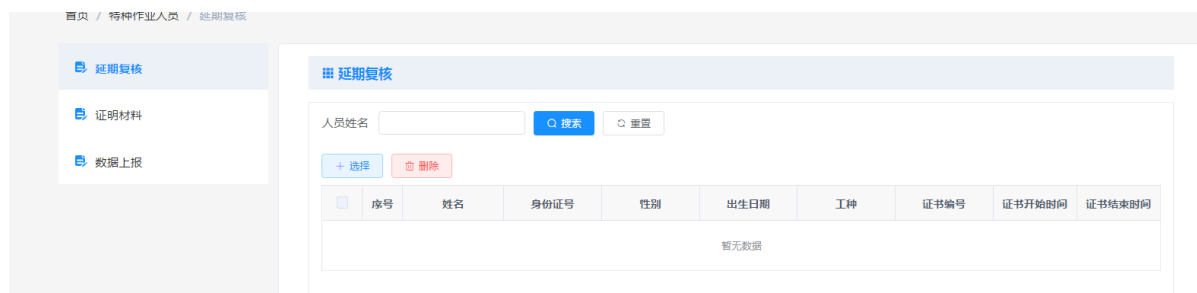 首页 / 特种作业人员 / 延期复核
延期复核
证明材料
数据上报
延期复核
人员姓名 搜索 重置
+ 选择 删除
序号 姓名 身份证号 性别 出生日期 工种 证书编号 证书开始时间 证书结束时间
暂无数据